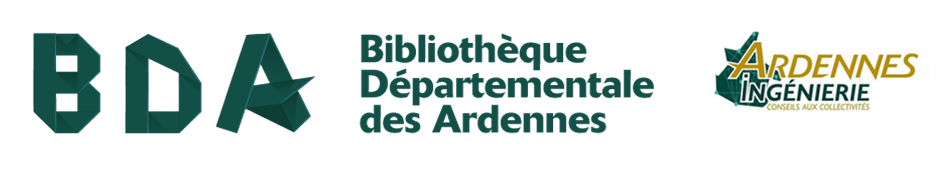 BDA
Bibliothèque
Départementale
des Ardennes
ARDENNES
INGÉNIERIE
CONSEILS AUX COLLECTIVITÉS